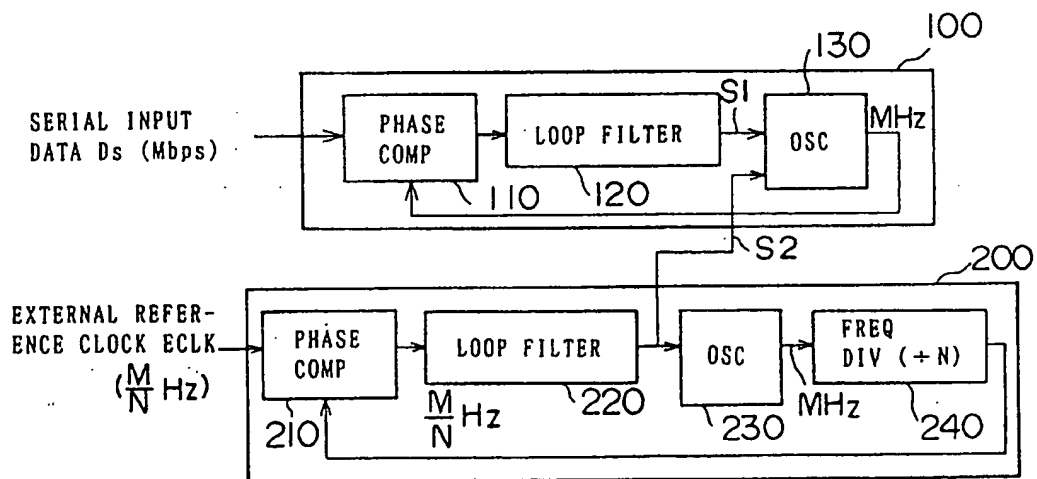 100
130
S1
MHz
SERIAL INPUT
DATA Ds (Mbps)
PHASE
COMP
LOOP FILTER
OSC
110
120
S2
200
EXTERNAL REFER-
ENCE CLOCK ECLK
(M/N Hz)
PHASE
COMP
LOOP FILTER
OSC
FREQ
DIV (÷N)
210
M/N Hz
220
230
MHz
240